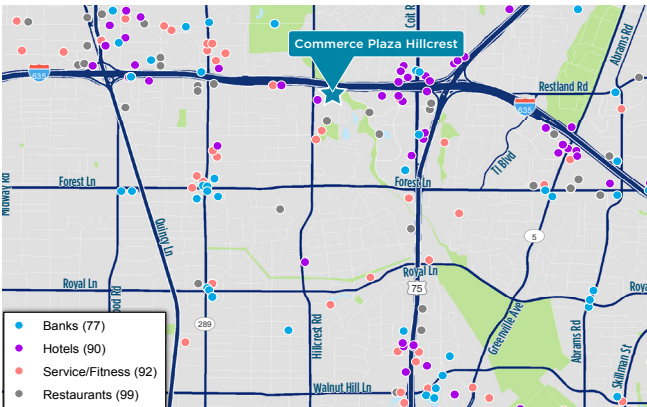 Coit R
Abrams Rd
Commerce Plaza Hillcrest
635
Restland Rd
635
TI Blvd
Midway Rd
Forest Ln
Forest Ln
Quincy Ln
5
Royal Ln
Royal Ln
Roya
75
ood Rd
289
Hillcrest Rd
Greenville Ave
Abrams Rd
Skillman St
Walnut Hill Ln
Banks (77)
Hotels (90)
Service/Fitness (92)
Restaurants (99)